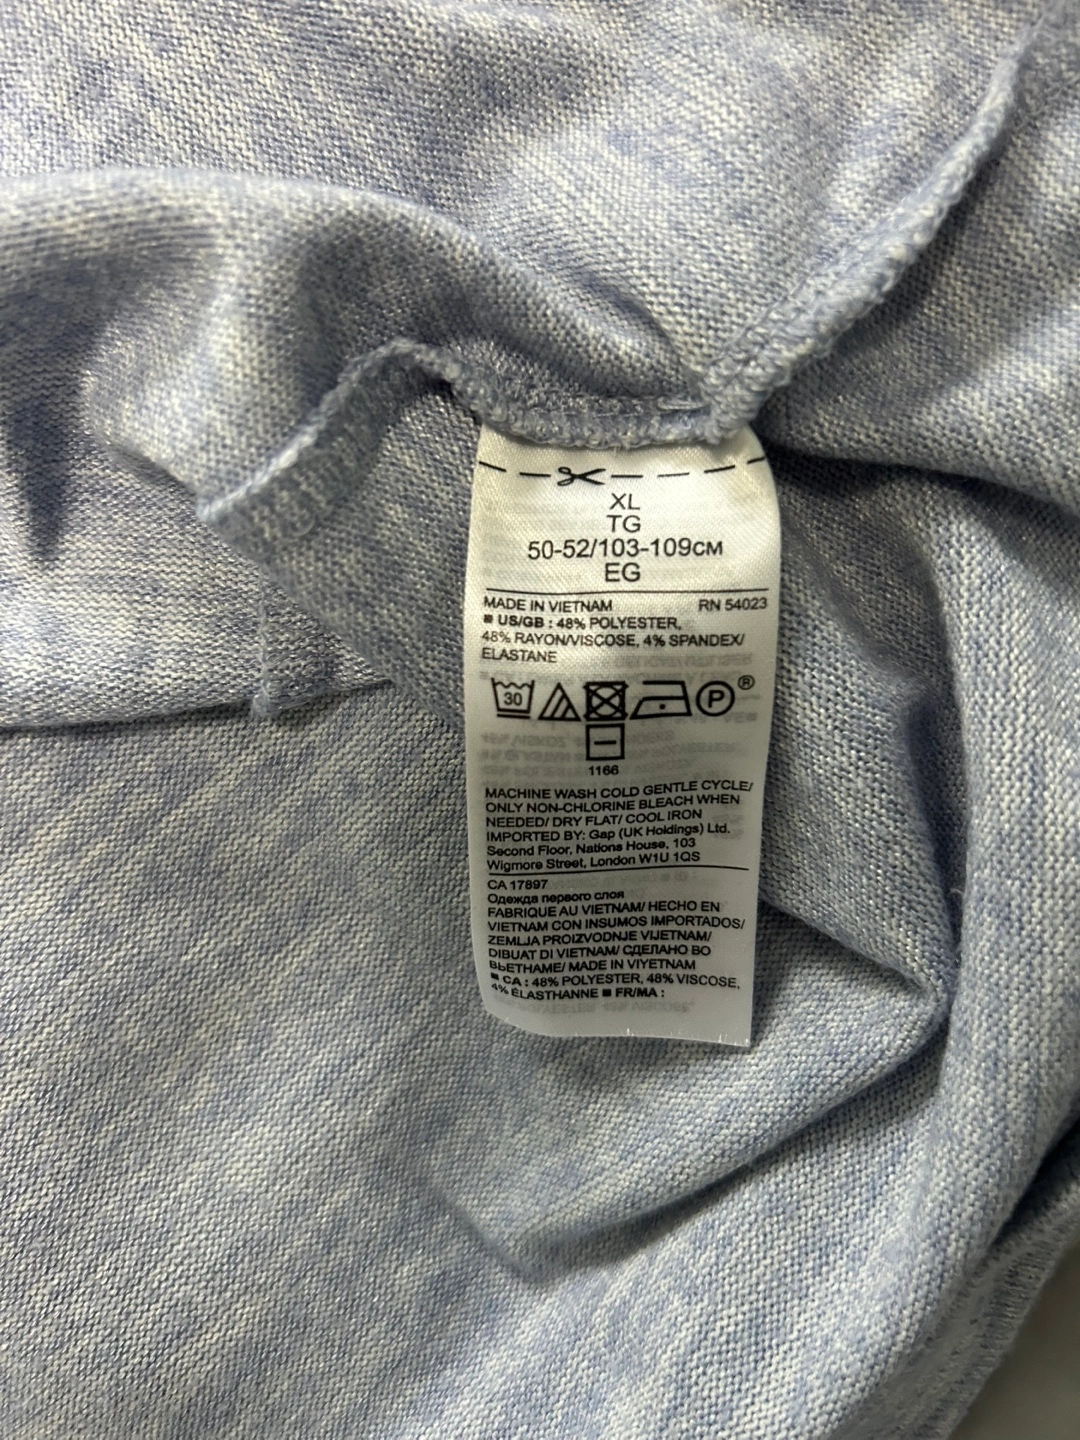 XL
TG
50-52/103-109см
EG
MADE IN VIETNAM RN 54023
■ US/GB : 48% POLYESTER,
48% RAYON/VISCOSE, 4% SPANDEX/
ELASTANE
30 P ®
1166
MACHINE WASH COLD GENTLE CYCLE/
ONLY NON-CHLORINE BLEACH WHEN
NEEDED/ DRY FLAT/ COOL IRON
IMPORTED BY: Gap (UK Holdings) Ltd.
Second Floor, Nations House, 103
Wigmore Street, London W1U 1QS
CA 17897
Одежда первого слоя
FABRIQUE AU VIETNAM/ HECHO EN
VIETNAM CON INSUMOS IMPORTADOS/
ZEMLJA PROIZVODNJE VIJETNAM/
DIBUAT DI VIETNAM/ СДЕЛАНО ВО
ВЬЕТНАМЕ/ MADE IN VIYETNAM
■ CA : 48% POLYESTER, 48% VISCOSE,
4% ÉLASTHANNE ■ FR/MA :